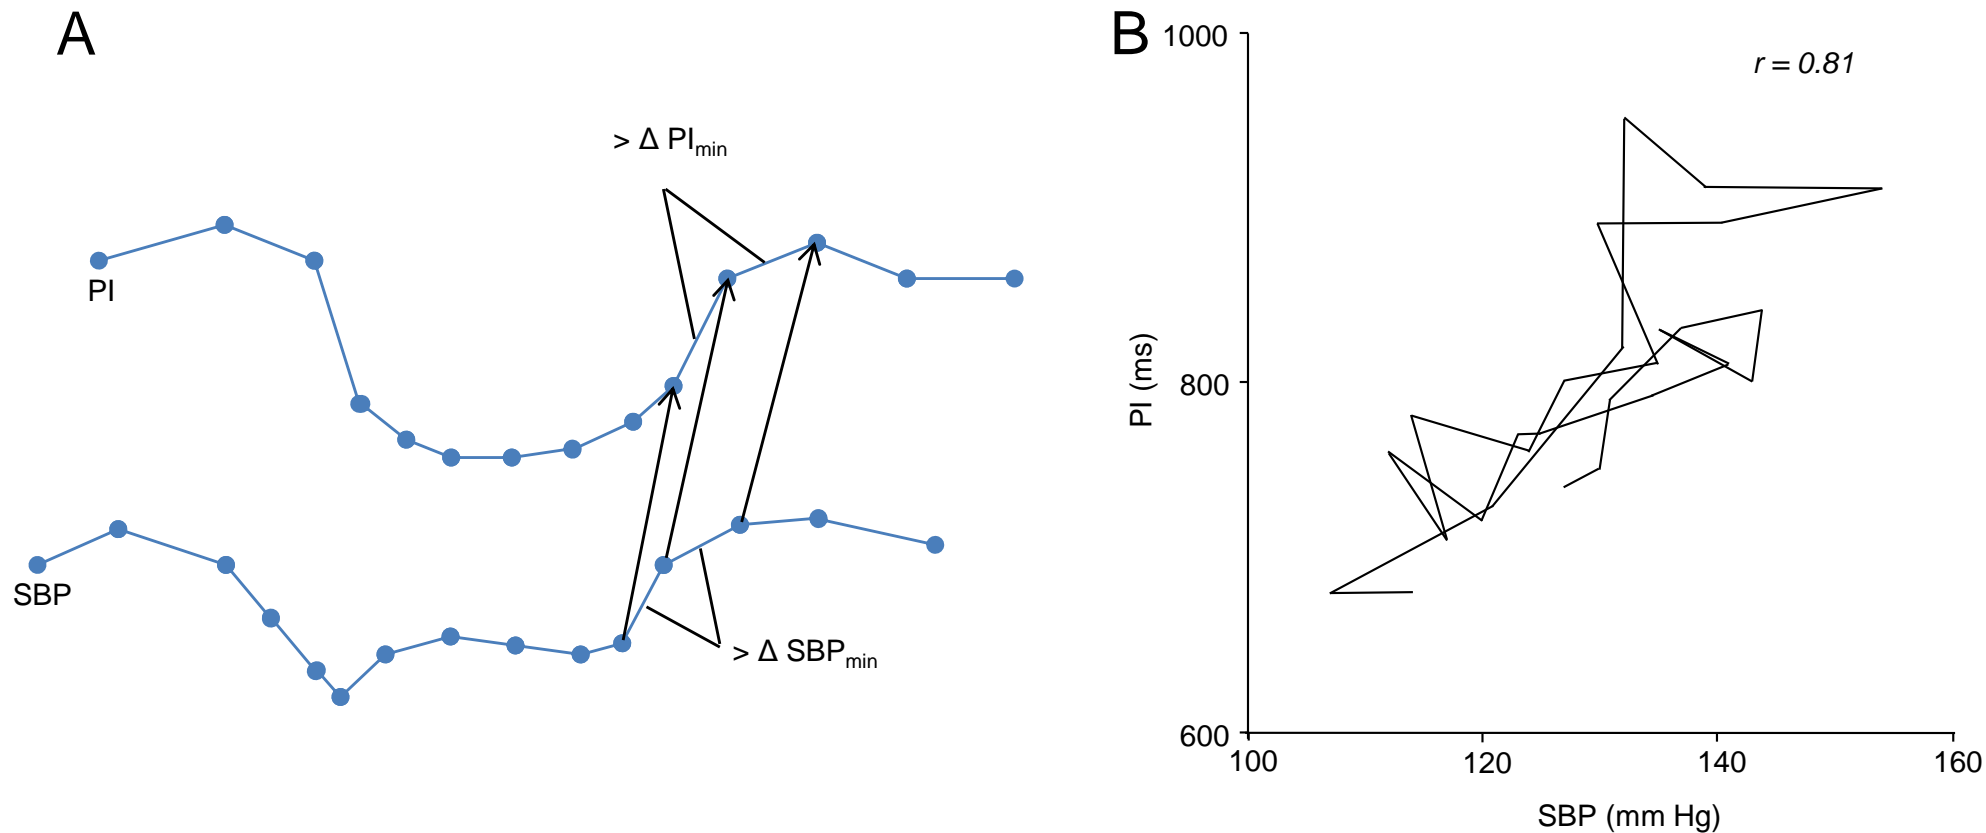 A
> Δ PImin
PI
SBP
> Δ SBPmin
B
1000
r = 0.81
800
PI (ms)
600
100
120
140
160
SBP (mm Hg)